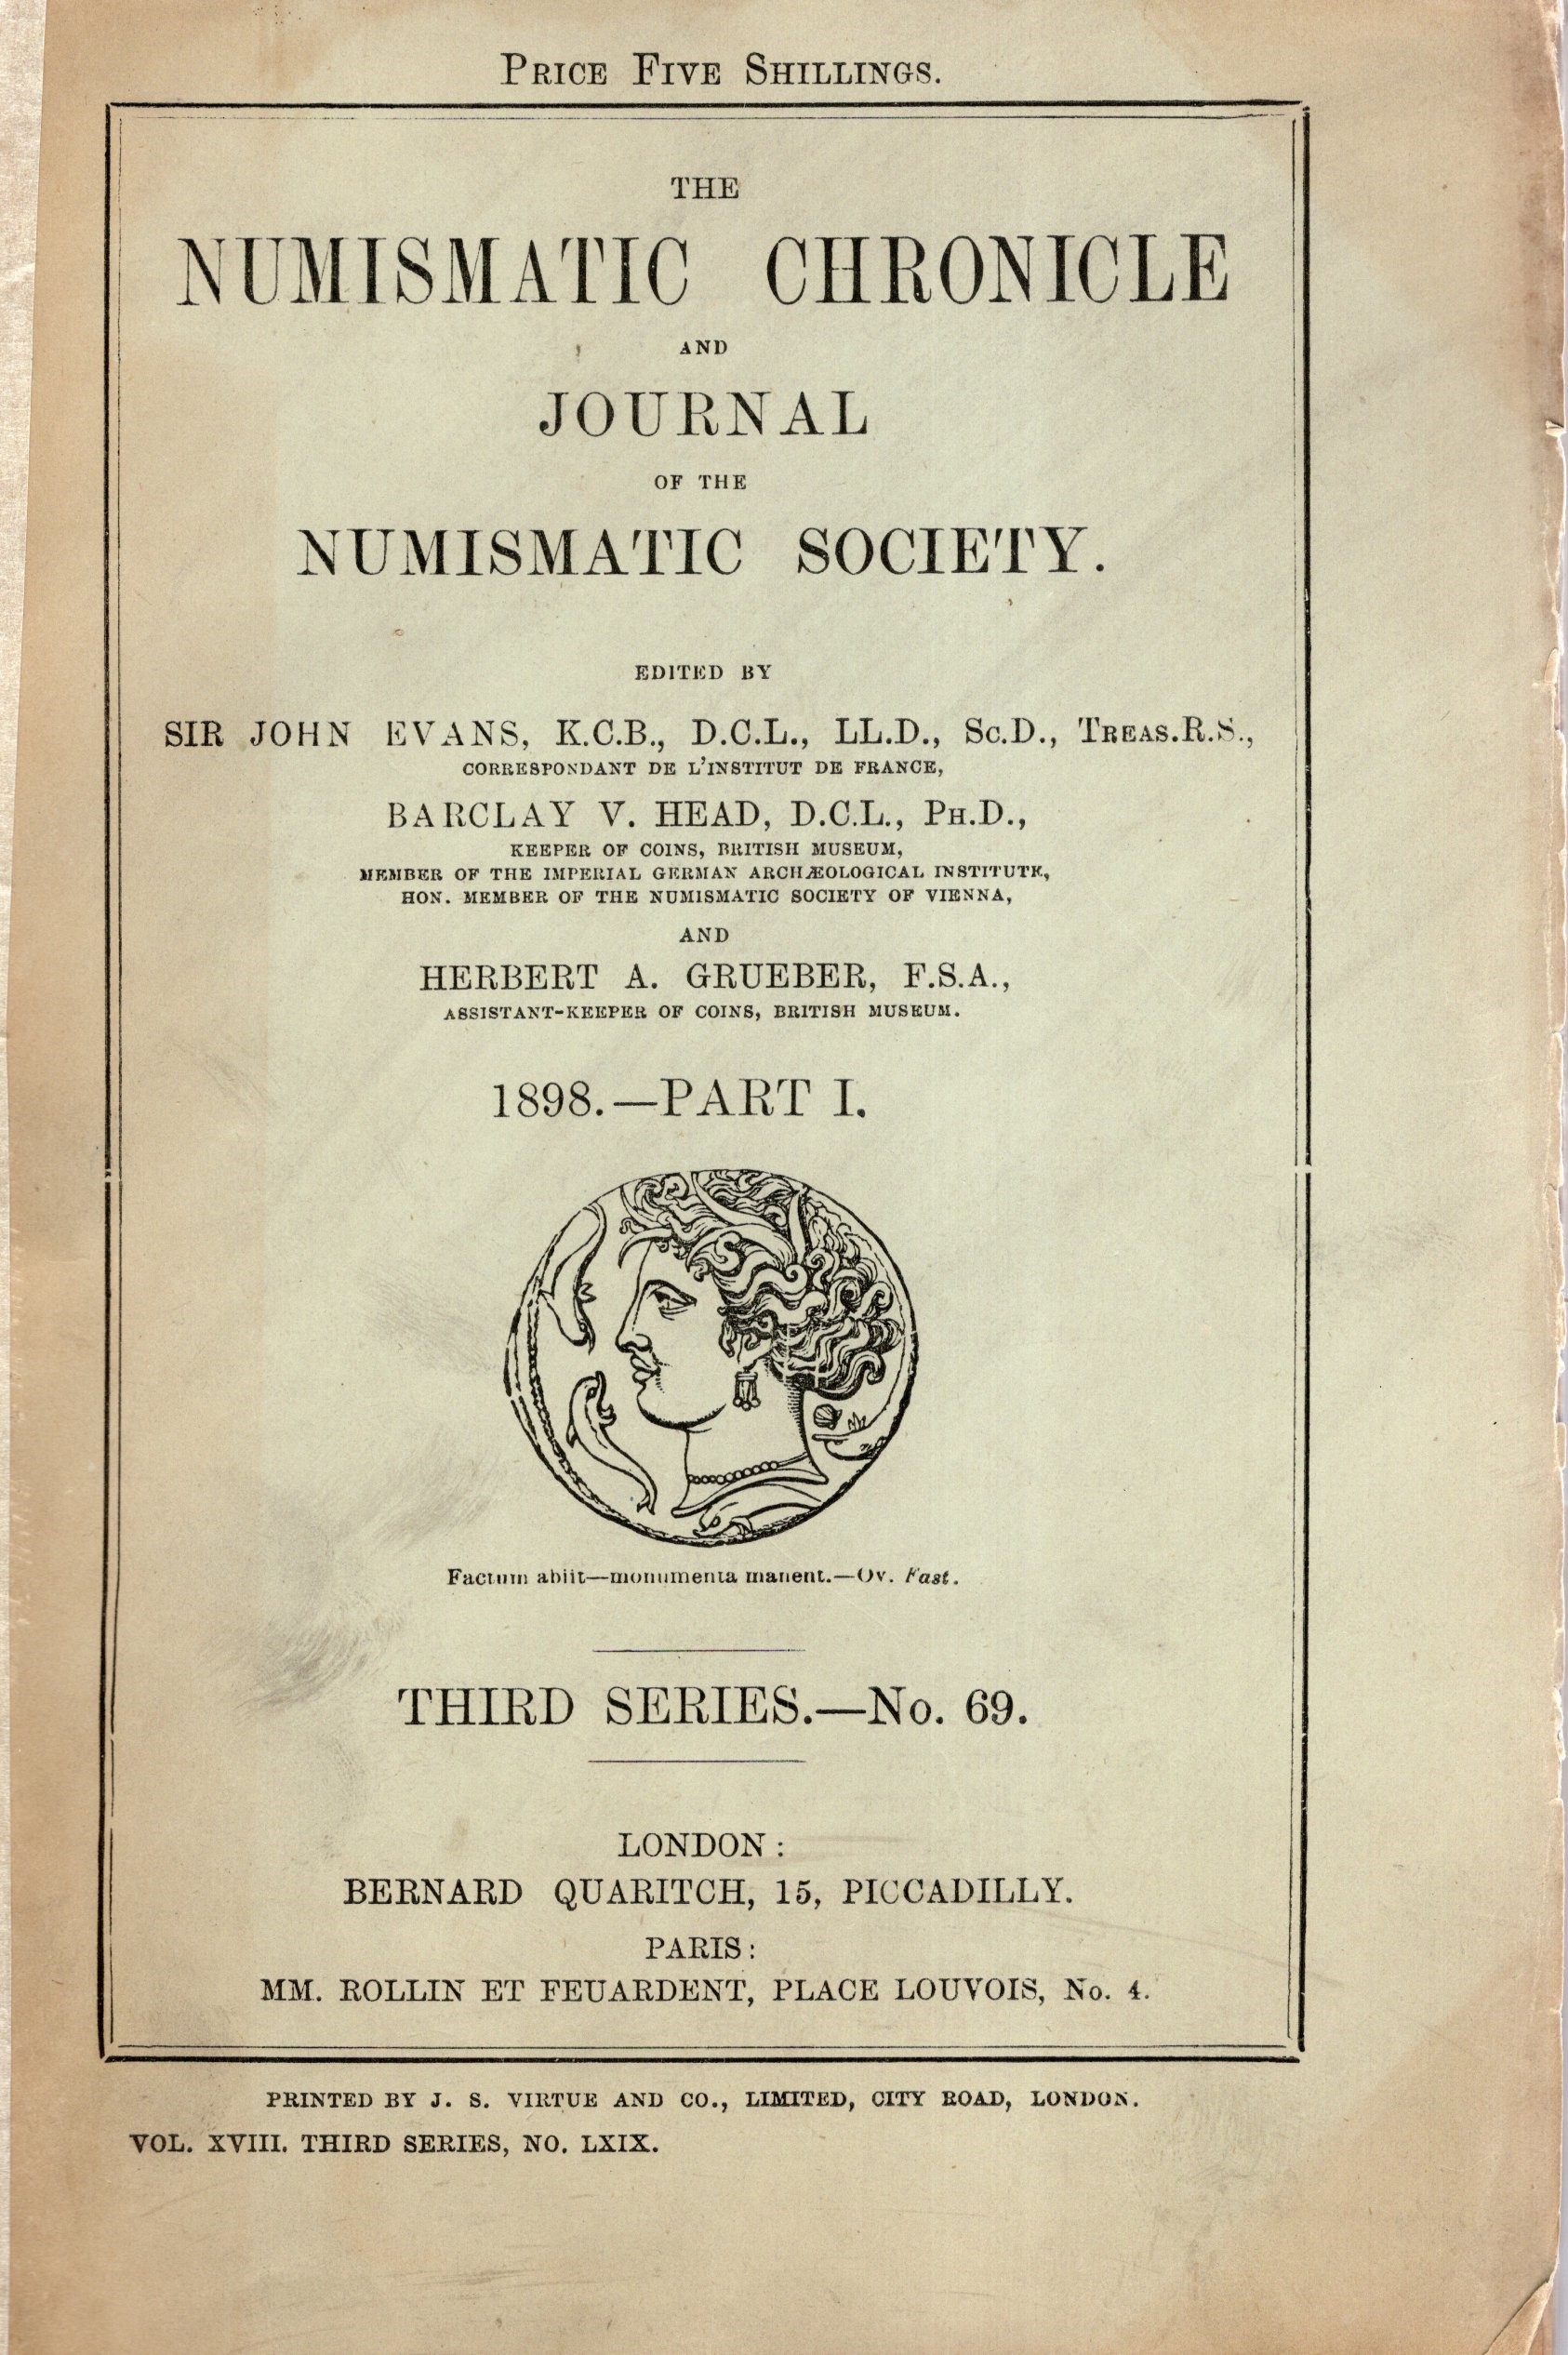 PRICE FIVE SHILLINGS.
THE
NUMISMATIC CHRONICLE
AND
JOURNAL
OF THE
NUMISMATIC SOCIETY.
EDITED BY
SIR JOHN EVANS, K.C.B., D.C.L., LL.D., Sc.D., TREAS.R.S.,
CORRESPONDANT DE L'INSTITUT DE FRANCE,
BARCLAY V. HEAD, D.C.L., PH.D.,
KEEPER OF COINS, BRITISH MUSEUM,
MEMBER OF THE IMPERIAL GERMAN ARCHÆOLOGICAL INSTITUTE,
HON. MEMBER OF THE NUMISMATIC SOCIETY OF VIENNA,
AND
HERBERT A. GRUEBER, F.S.A.,
ASSISTANT-KEEPER OF COINS, BRITISH MUSEUM.
1898.—PART I.
Factum abiit—monumenta manent.—Ov. Fast.
THIRD SERIES.—No. 69.
LONDON :
BERNARD QUARITCH, 15, PICCADILLY.
PARIS :
MM. ROLLIN ET FEUARDENT, PLACE LOUVOIS, No. 4.
PRINTED BY J. S. VIRTUE AND CO., LIMITED, CITY ROAD, LONDON.
VOL. XVIII. THIRD SERIES, NO. LXIX.